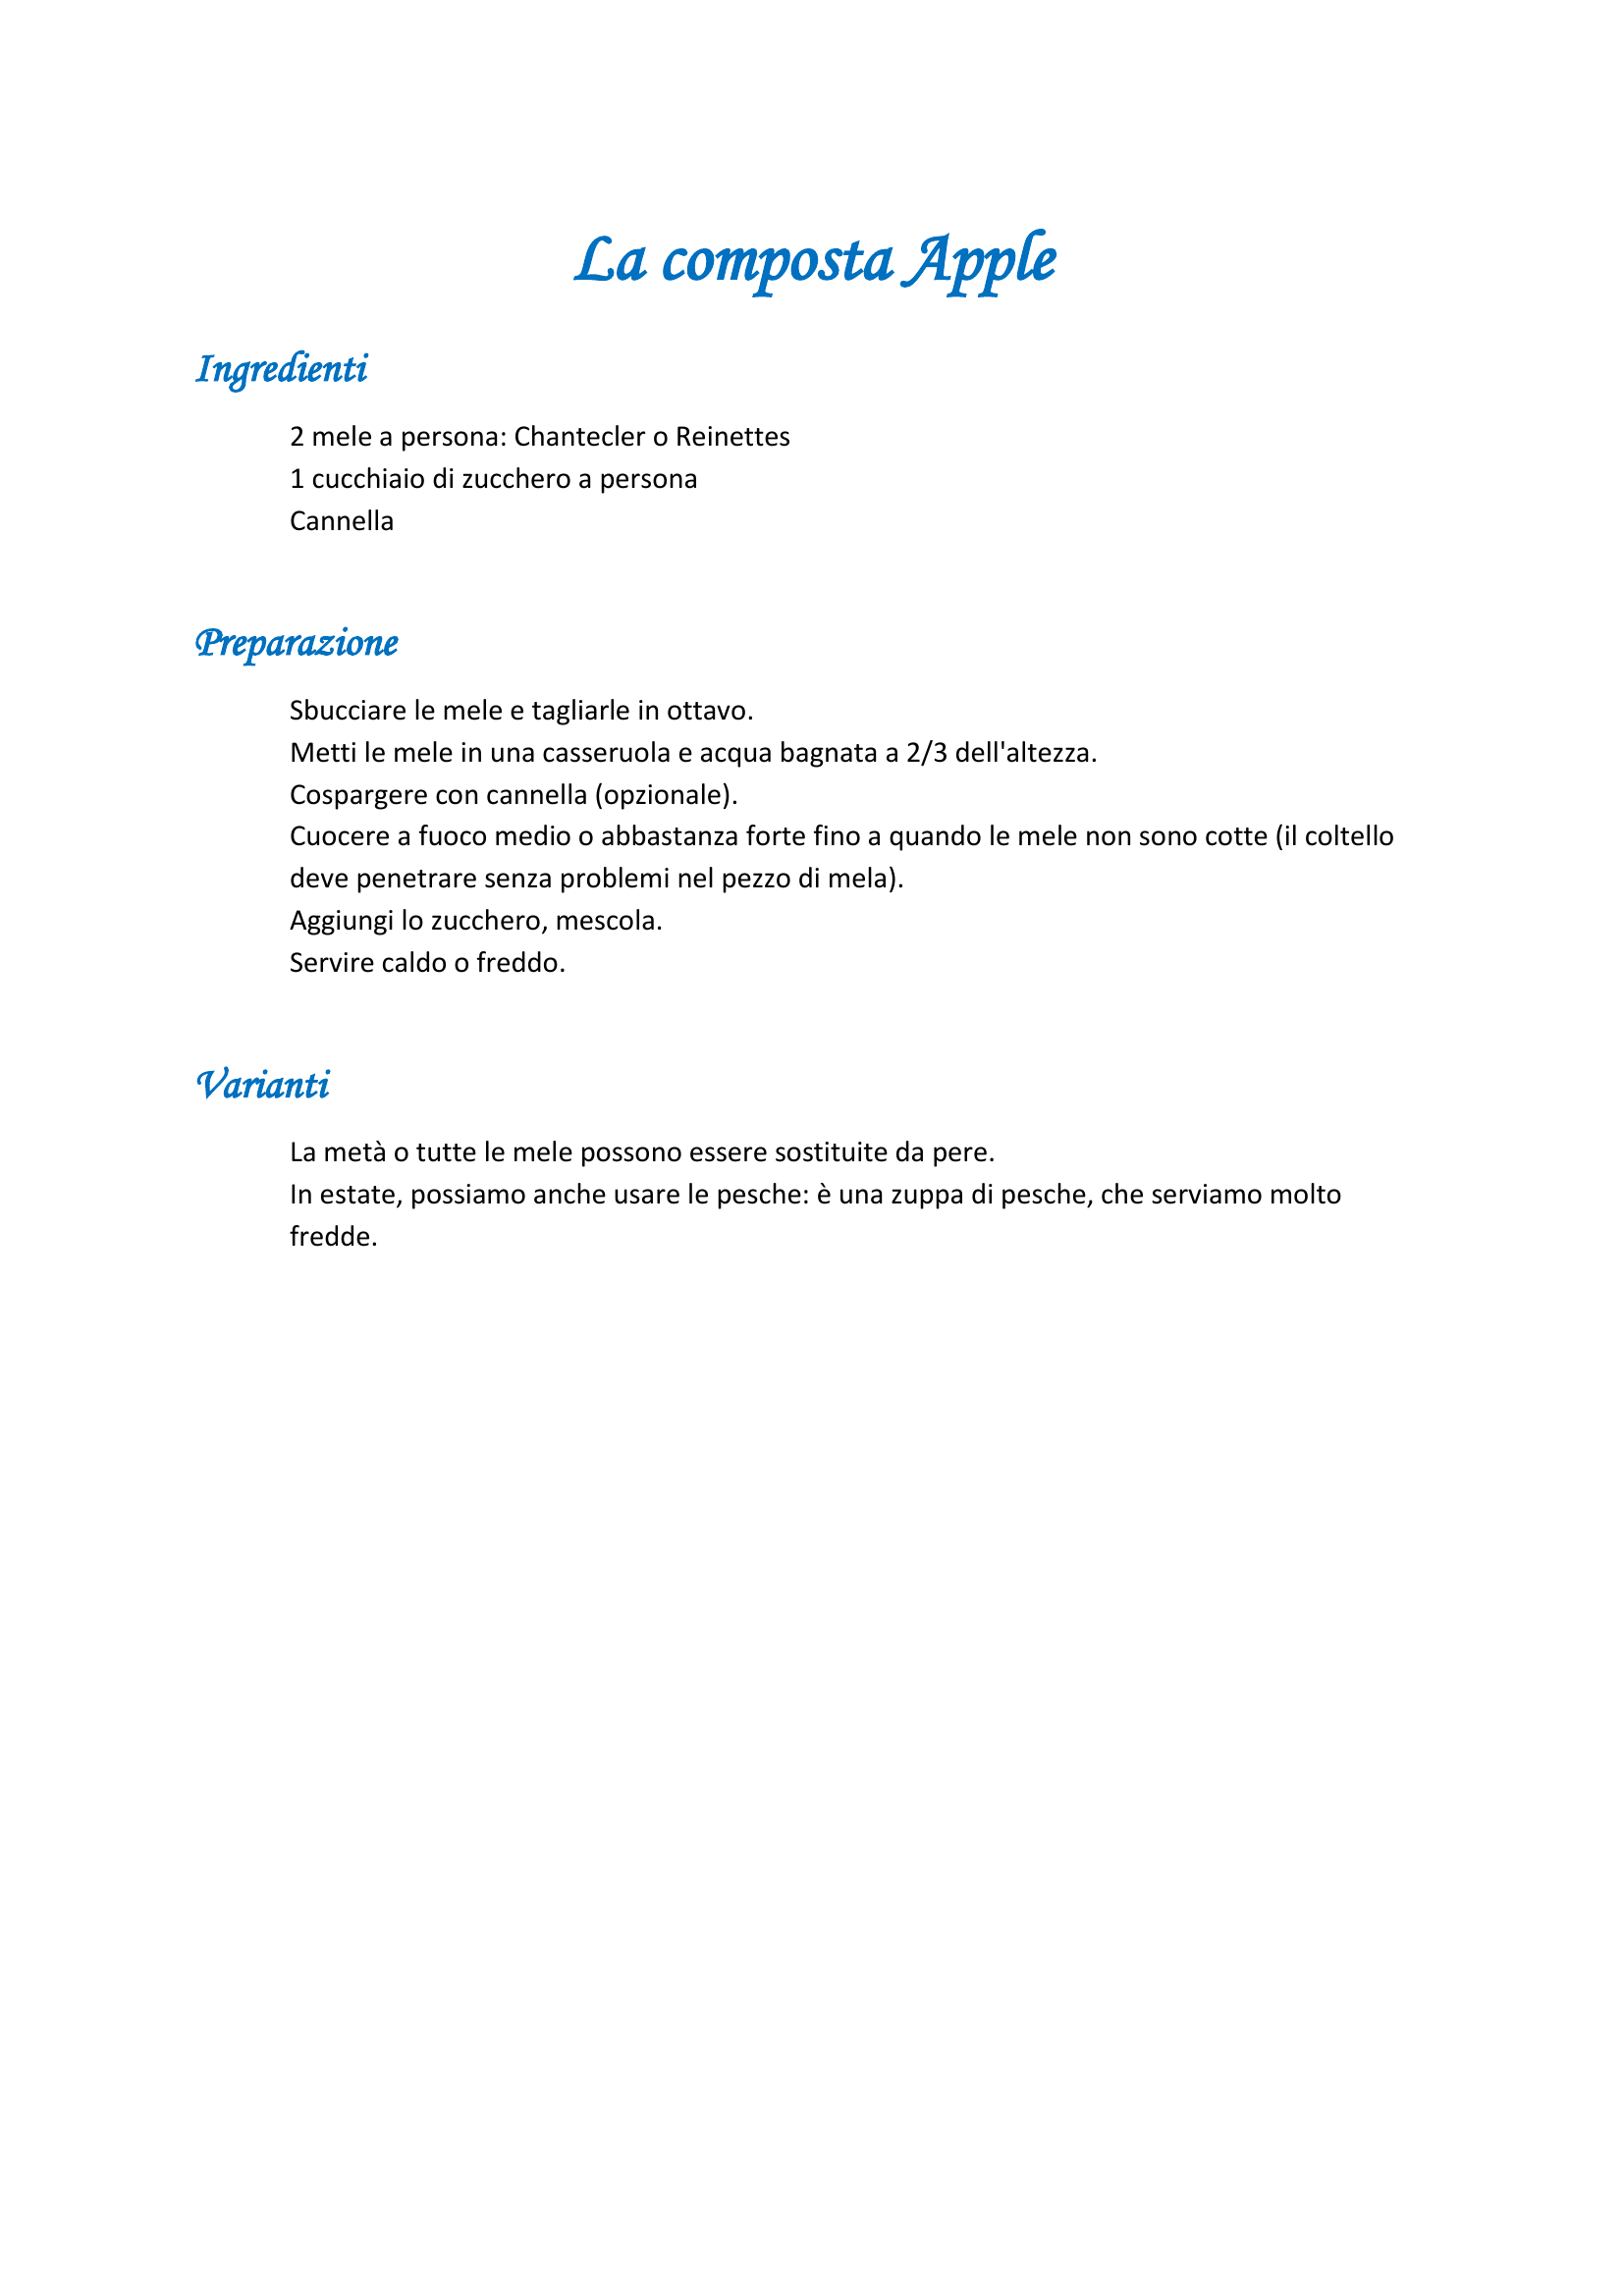 La composta Apple
Ingredienti
2 mele a persona: Chantecler o Reinettes
1 cucchiaio di zucchero a persona
Cannella
Preparazione
Sbucciare le mele e tagliarle in ottavo.
Metti le mele in una casseruola e acqua bagnata a 2/3 dell'altezza.
Cospargere con cannella (opzionale).
Cuocere a fuoco medio o abbastanza forte fino a quando le mele non sono cotte (il coltello
deve penetrare senza problemi nel pezzo di mela).
Aggiungi lo zucchero, mescola.
Servire caldo o freddo.
Varianti
La metà o tutte le mele possono essere sostituite da pere.
In estate, possiamo anche usare le pesche: è una zuppa di pesche, che serviamo molto
fredde.